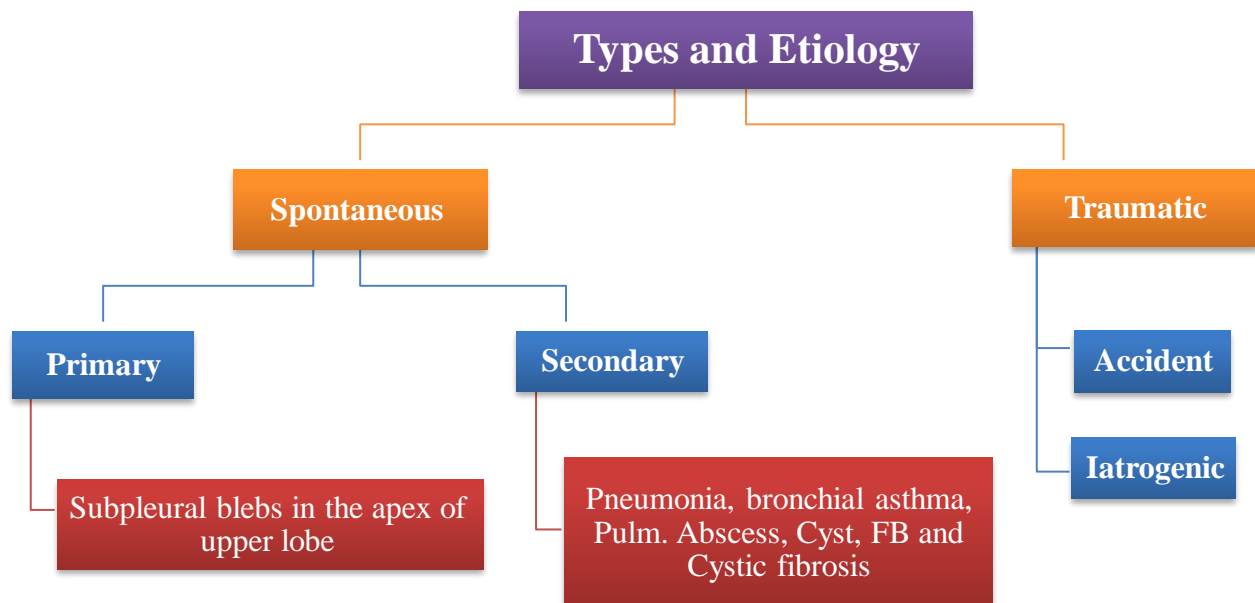 Types and Etiology
Spontaneous
Traumatic
Primary
Secondary
Accident
Iatrogenic
Subpleural blebs in the apex of
upper lobe
Pneumonia, bronchial asthma,
Pulm. Abscess, Cyst, FB and
Cystic fibrosis